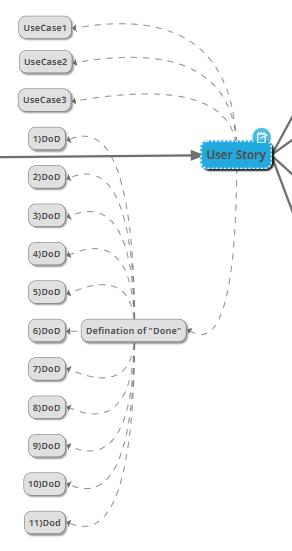 UseCase1
UseCase2
UseCase3
1)DoD
User Story
2)DoD
3)DoD
4)DoD
5)DoD
6)DoD
Defination of "Done"
7)DoD
8)DoD
9)DoD
10)DoD
11)Dod